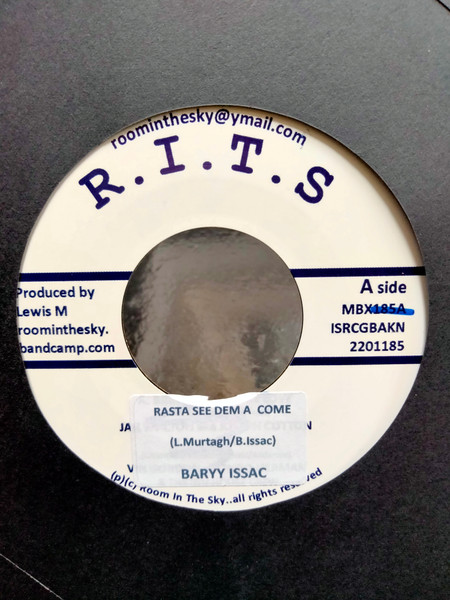 roominthesky@ymail.com
R.I.T.S
Produced by
Lewis M
roominthesky.
bandcamp.com
A side
MBX185A
ISRCGBAKN
2201185
RASTA SEE DEM A COME
(L.Murtagh/B.Issac)
BARYY ISSAC
(p)(c) Room In The Sky..all rights reserved